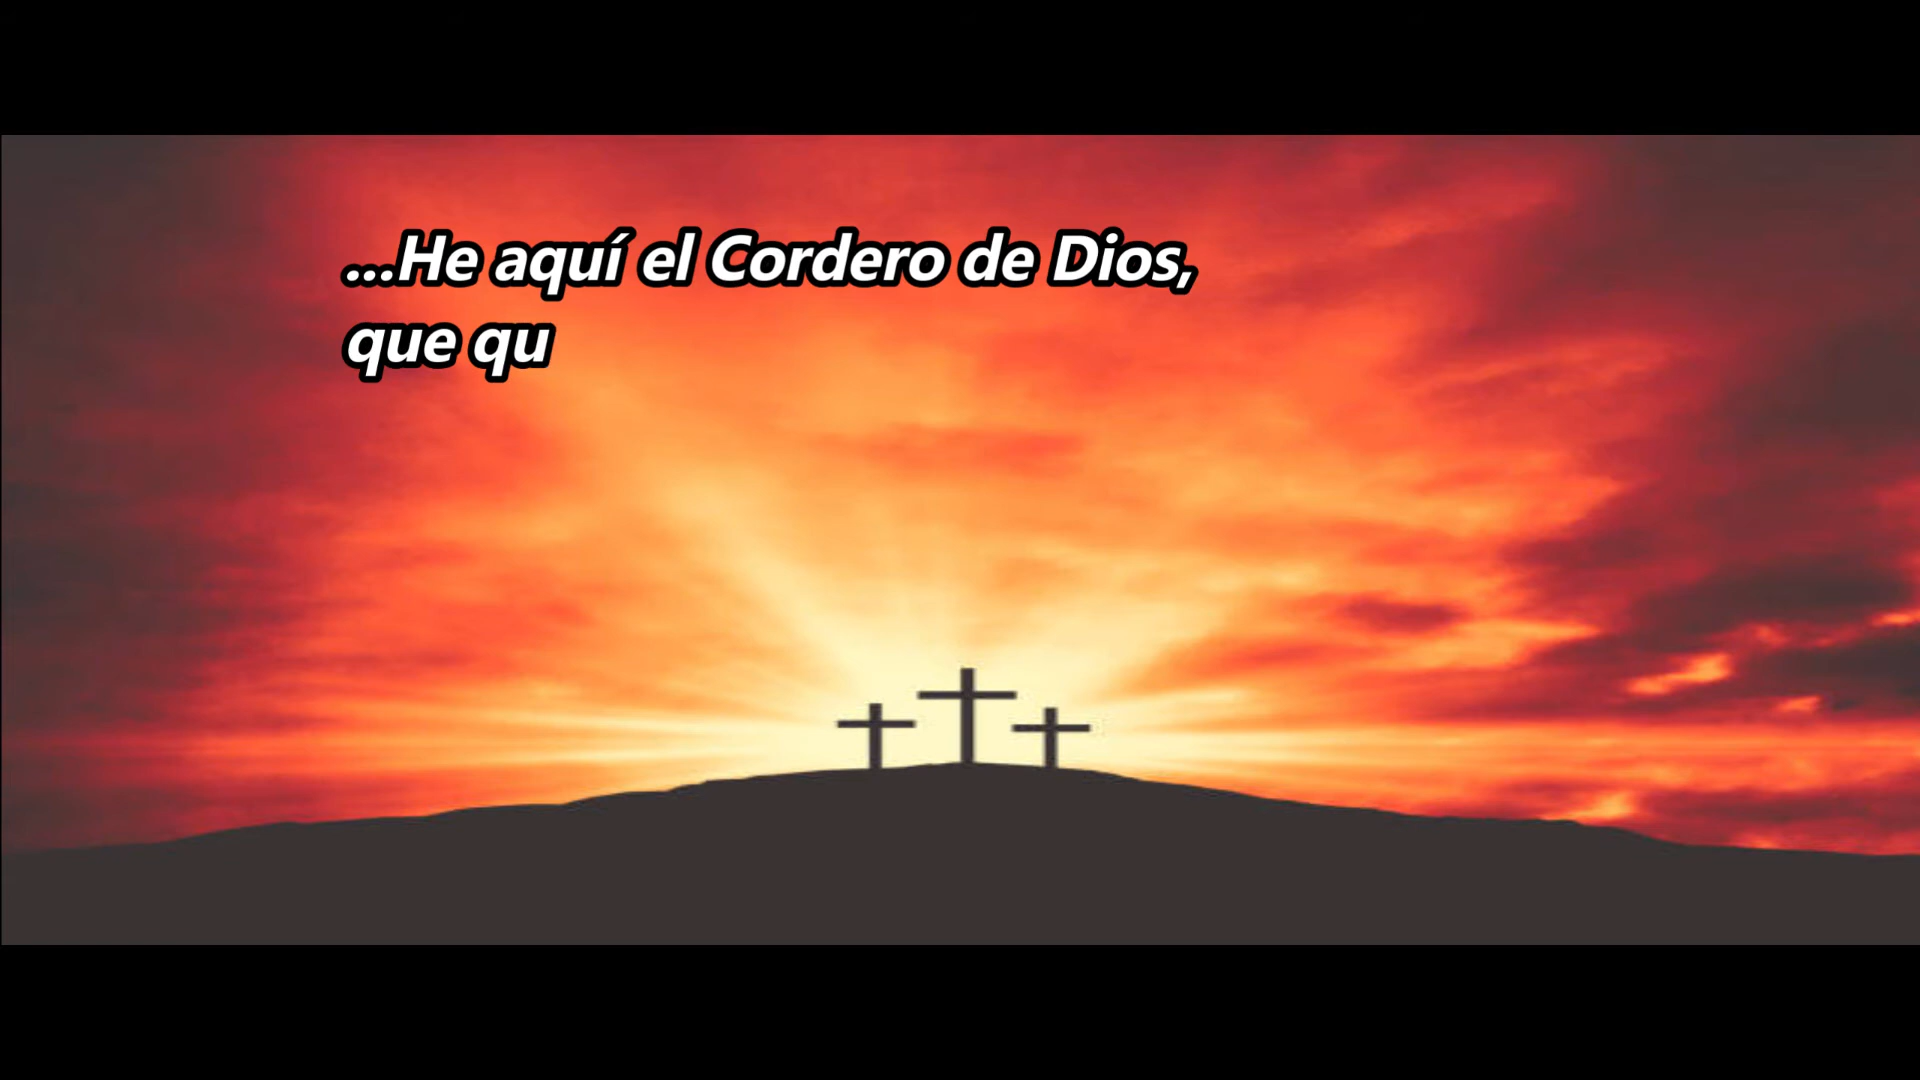 ...He aquí el Cordero de Dios,
que qu